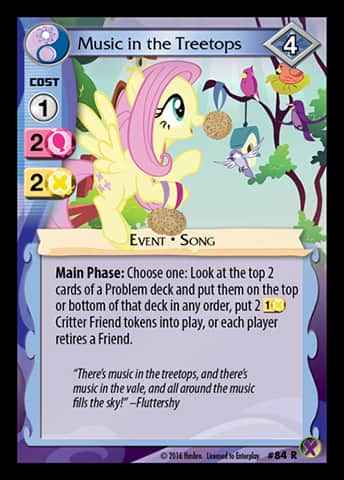 Music in the Treetops
4
COST
1
2
2
EVENT • SONG
Main Phase: Choose one: Look at the top 2
cards of a Problem deck and put them on the top
or bottom of that deck in any order, put 2 1
Critter Friend tokens into play, or each player
retires a Friend.
"There's music in the treetops, and there's
music in the vale, and all around the music
fills the sky!" –Fluttershy
© 2016 Hasbro. Licensed to Enterplay #84 R